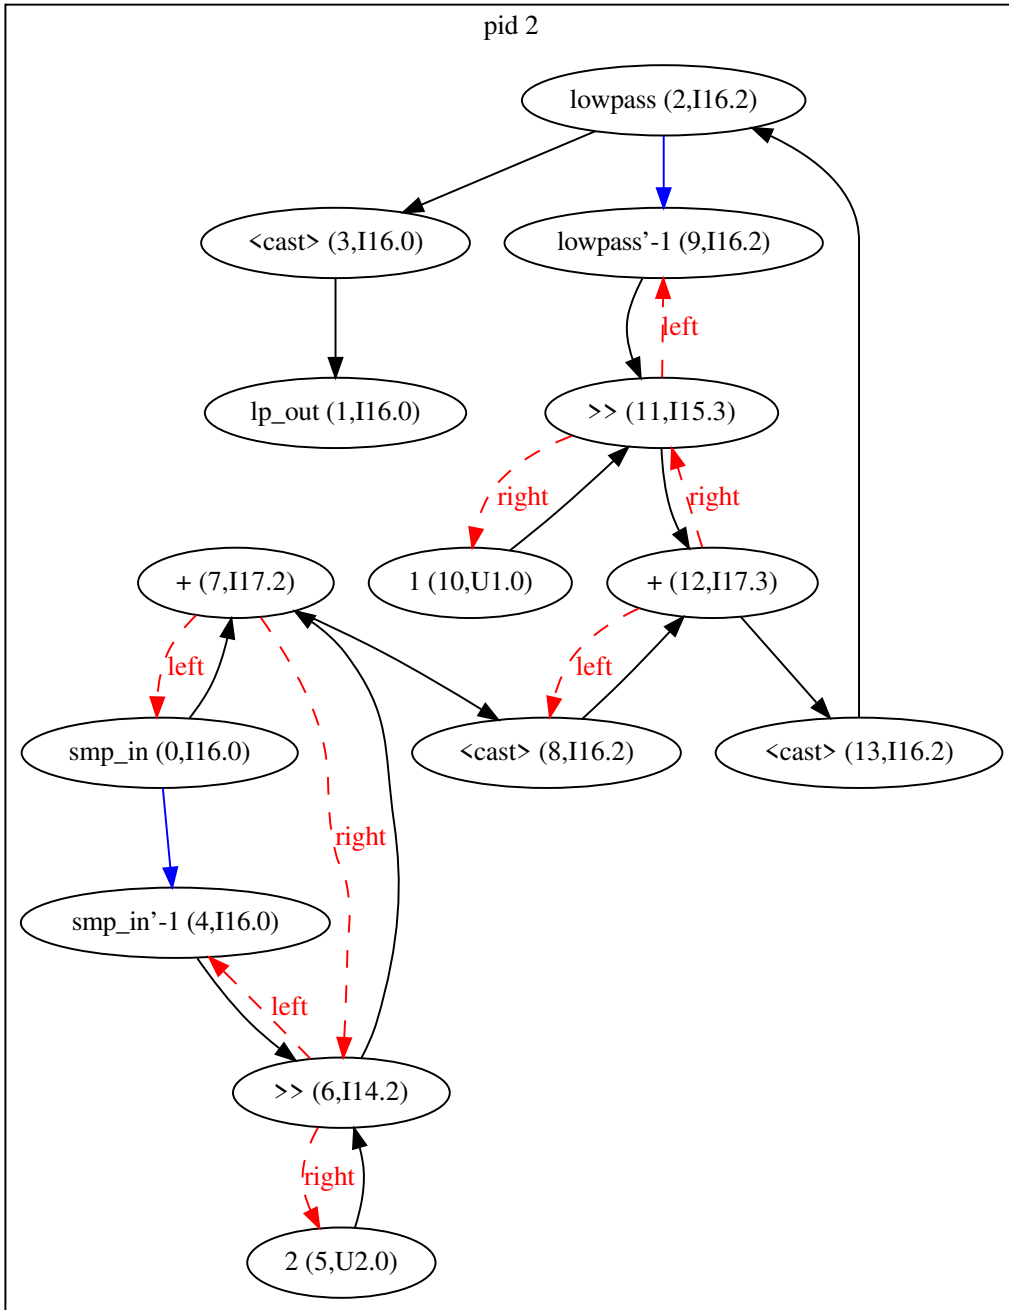 pid 2
lowpass (2,I16.2)
<cast> (3,I16.0)
lowpass’-1 (9,I16.2)
left
lp_out (1,I16.0)
>> (11,I15.3)
right
right
+ (7,I17.2)
1 (10,U1.0)
+ (12,I17.3)
left
left
smp_in (0,I16.0)
<cast> (8,I16.2)
<cast> (13,I16.2)
right
smp_in’-1 (4,I16.0)
left
>> (6,I14.2)
right
2 (5,U2.0)